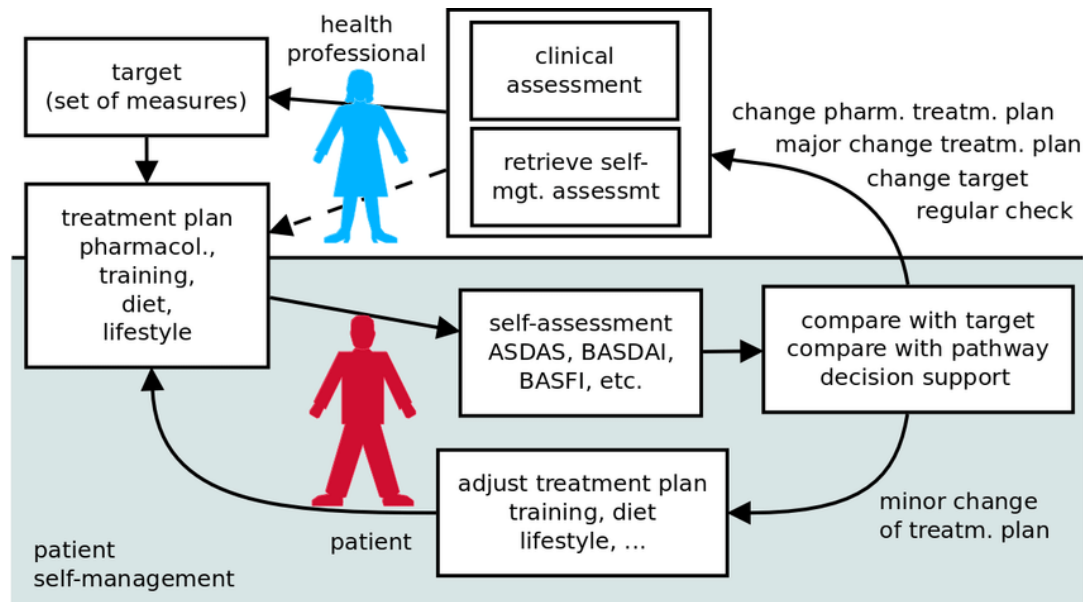 health
professional
target
(set of measures)
clinical
assessment
retrieve self-
mgt. assessmt
change pharm. treatm. plan
major change treatm. plan
change target
regular check
treatment plan
pharmacol.,
training,
diet,
lifestyle
self-assessment
ASDAS, BASDAI,
BASFI, etc.
compare with target
compare with pathway
decision support
adjust treatment plan
training, diet
lifestyle, ...
minor change
of treatm. plan
patient
patient
self-management